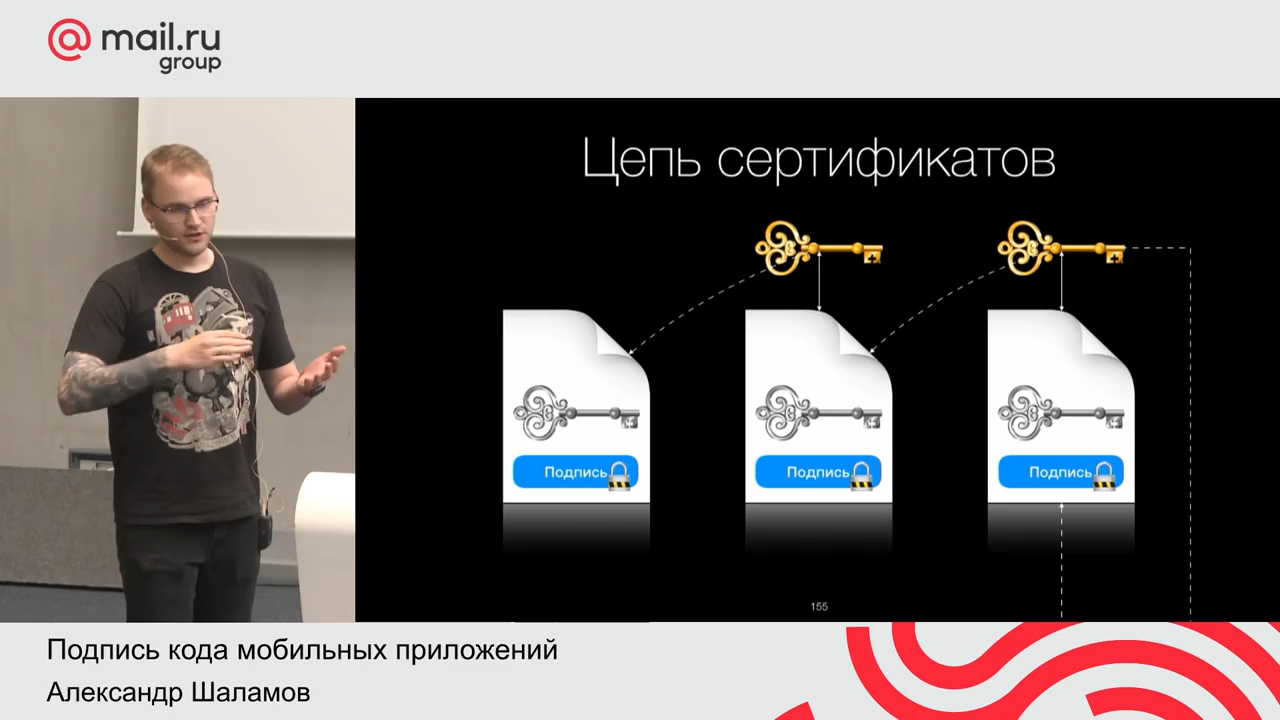 mail.ru
group
Цепь сертификатов
Подпись
Подпись
Подпись
155
Подпись кода мобильных приложений
Александр Шаламов